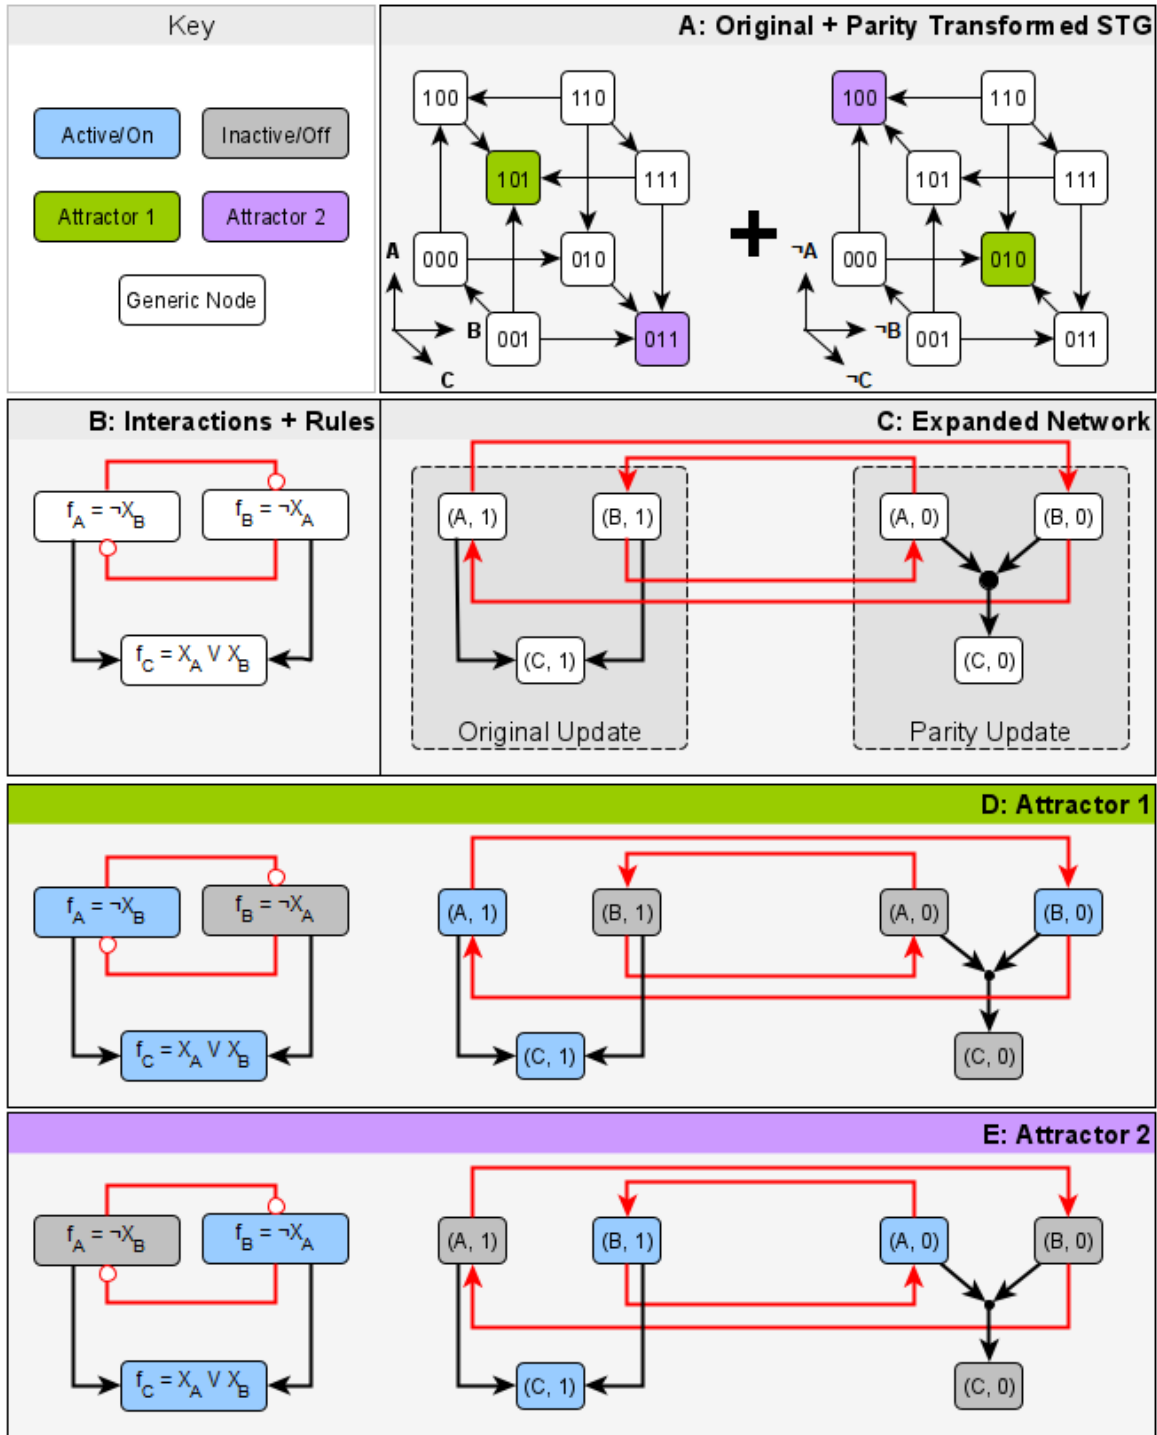 Key
Active/On
Inactive/Off
Attractor 1
Attractor 2
Generic Node
A: Original + Parity Transformed STG
100
110
101
111
000
010
001
011
A
B
C
+
100
110
101
111
000
010
001
011
¬A
¬B
¬C
B: Interactions + Rules
f_A = ¬X_B
f_B = ¬X_A
f_C = X_A V X_B
C: Expanded Network
(A, 1)
(B, 1)
(A, 0)
(B, 0)
(C, 1)
(C, 0)
Original Update
Parity Update
D: Attractor 1
f_A = ¬X_B
f_B = ¬X_A
f_C = X_A V X_B
(A, 1)
(B, 1)
(A, 0)
(B, 0)
(C, 1)
(C, 0)
E: Attractor 2
f_A = ¬X_B
f_B = ¬X_A
f_C = X_A V X_B
(A, 1)
(B, 1)
(A, 0)
(B, 0)
(C, 1)
(C, 0)